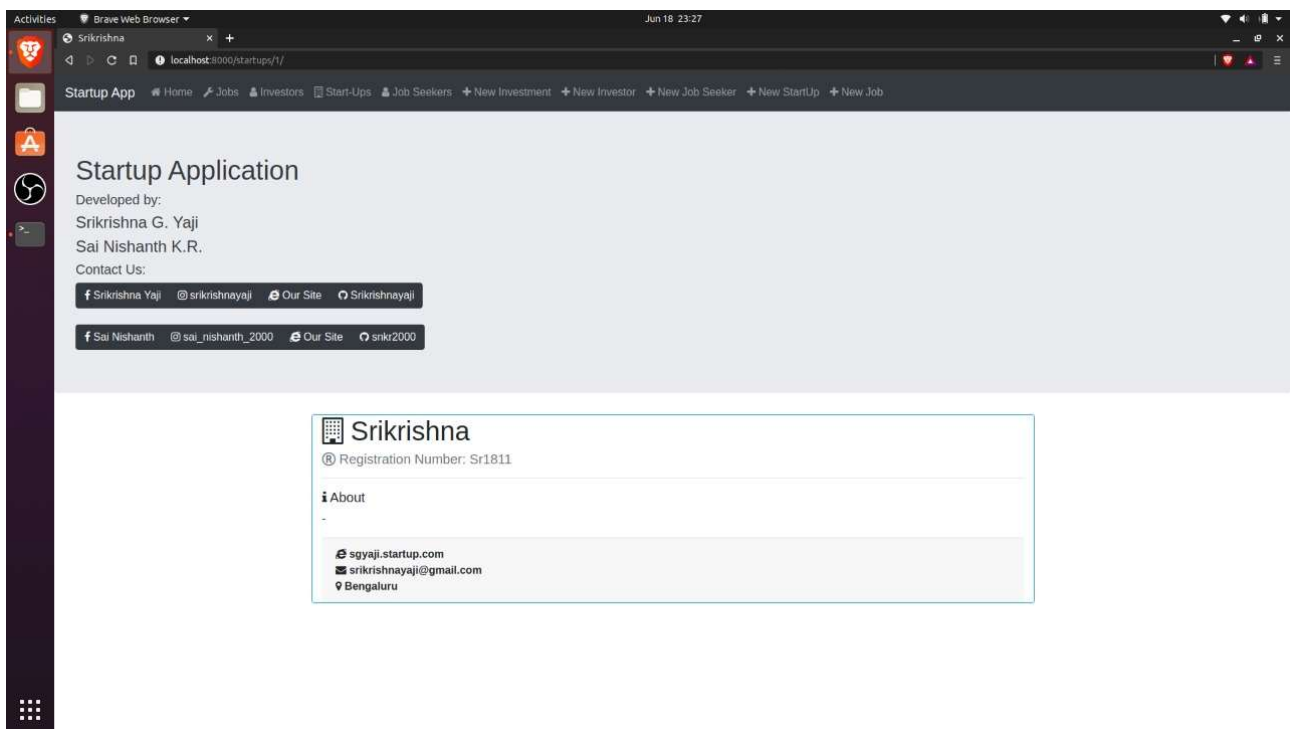 Activities Brave Web Browser Jun 18 23:27
Srikrishna
localhost:8000/startups/1/
Startup App Home Jobs Investors Start-Ups Job Seekers New Investment New Investor New Job Seeker New StartUp New Job
Startup Application
Developed by:
Srikrishna G. Yaji
Sai Nishanth K.R.
Contact Us:
Srikrishna Yaji srikrishnayaji Our Site Srikrishnayaji
Sai Nishanth sai_nishanth_2000 Our Site snkr2000
Srikrishna
® Registration Number: Sr1811
About
-
sgyaji.startup.com
srikrishnayaji@gmail.com
Bengaluru